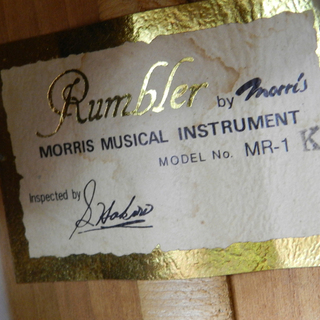 Rumbler by Morris
MORRIS MUSICAL INSTRUMENT
MODEL No. MR-1 K
Inspected by